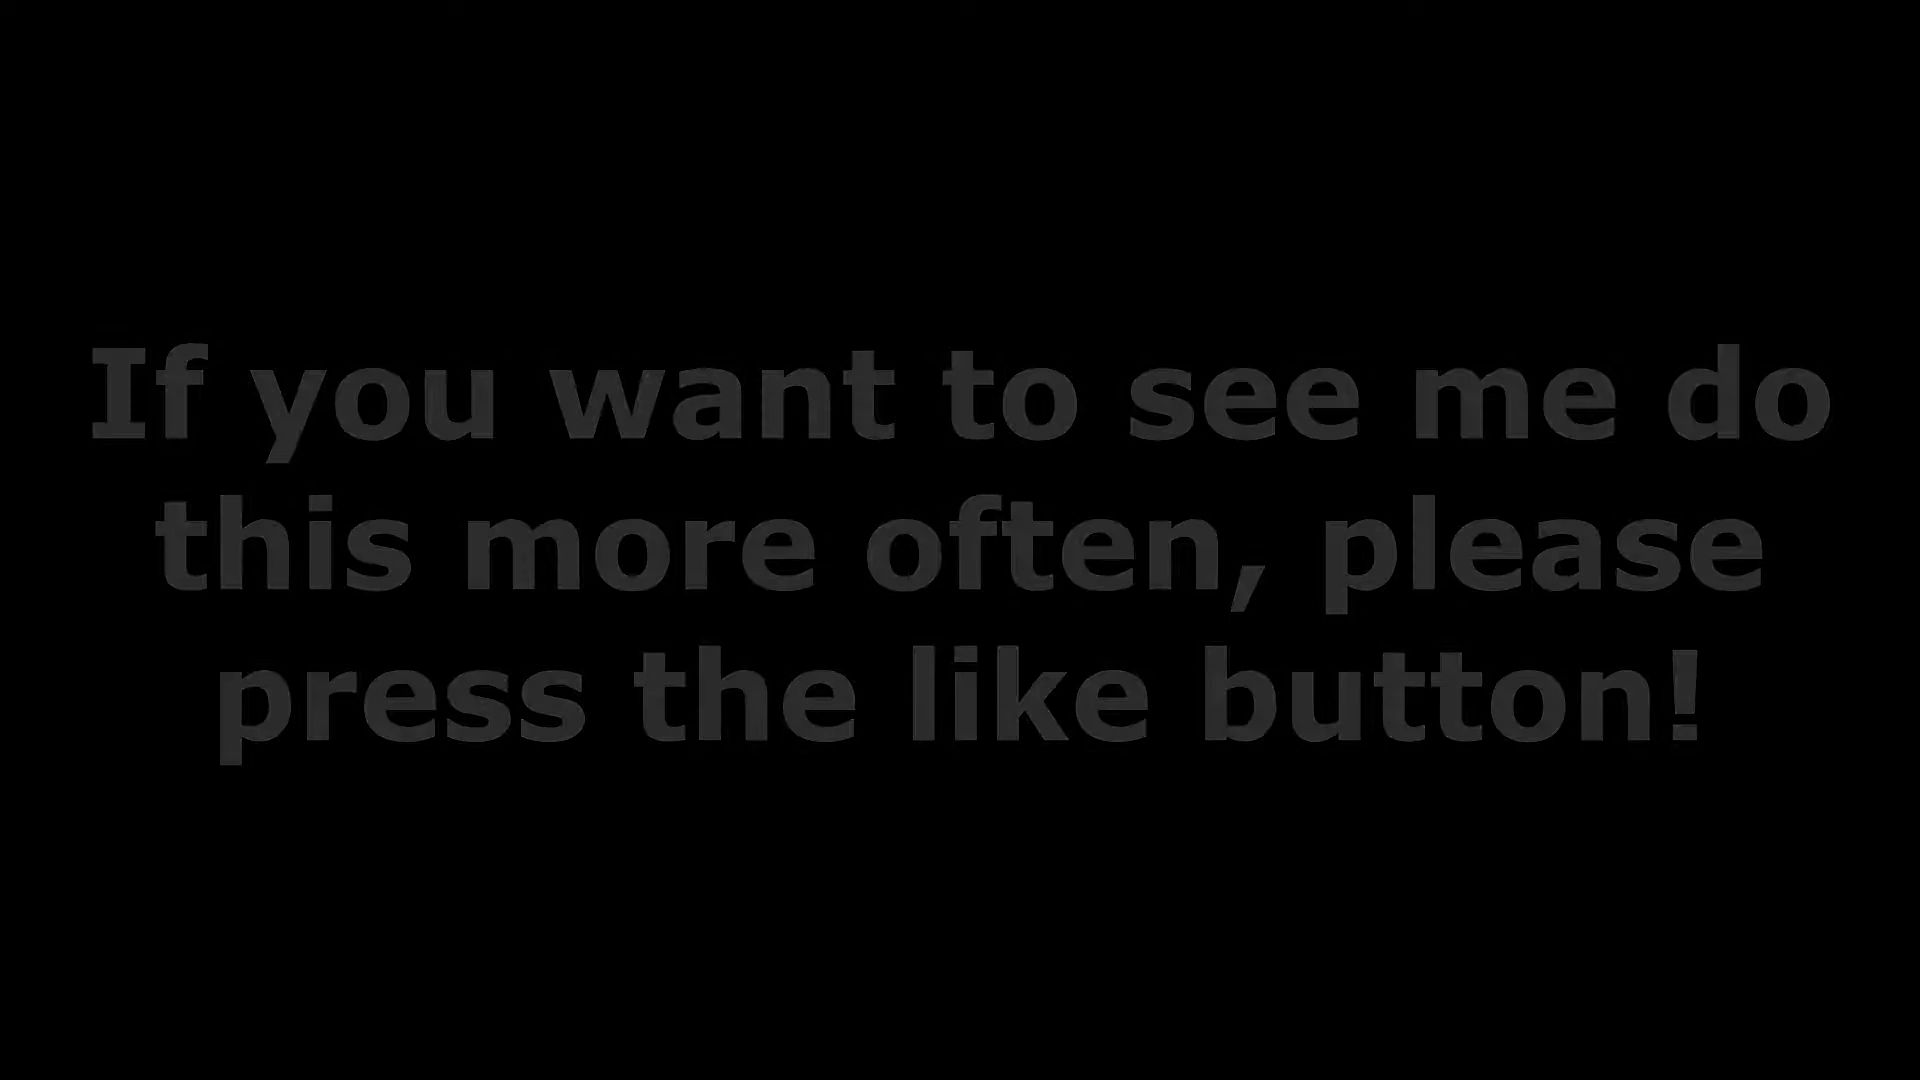 If you want to see me do
this more often, please
press the like button!